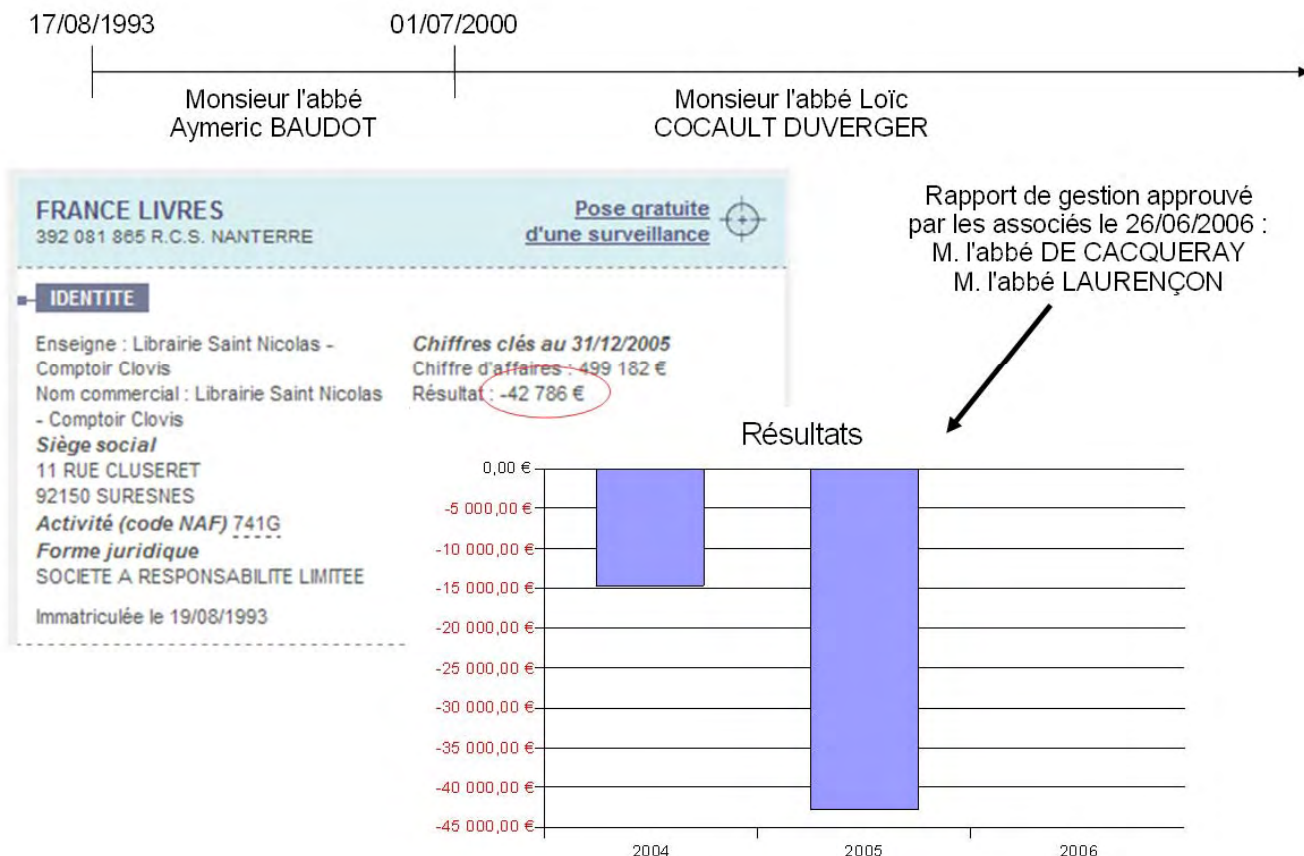 17/08/1993
01/07/2000
Monsieur l'abbé
Aymeric BAUDOT
Monsieur l'abbé Loïc
COCAULT DUVERGER
FRANCE LIVRES
392 081 865 R.C.S. NANTERRE
Pose gratuite
d'une surveillance
Rapport de gestion approuvé
par les associés le 26/06/2006 :
M. l'abbé DE CACQUERAY
M. l'abbé LAURENÇON
IDENTITE
Enseigne : Librairie Saint Nicolas -
Comptoir Clovis
Nom commercial : Librairie Saint Nicolas
- Comptoir Clovis
Siège social
11 RUE CLUSERET
92150 SURESNES
Activité (code NAF) 741G
Forme juridique
SOCIETE A RESPONSABILITE LIMITEE
Immatriculée le 19/08/1993
Chiffres clés au 31/12/2005
Chiffre d'affaires : 499 182 €
Résultat : -42 786 €
Résultats
0,00 €
-5 000,00 €
-10 000,00 €
-15 000,00 €
-20 000,00 €
-25 000,00 €
-30 000,00 €
-35 000,00 €
-40 000,00 €
-45 000,00 €
2004
2005
2006